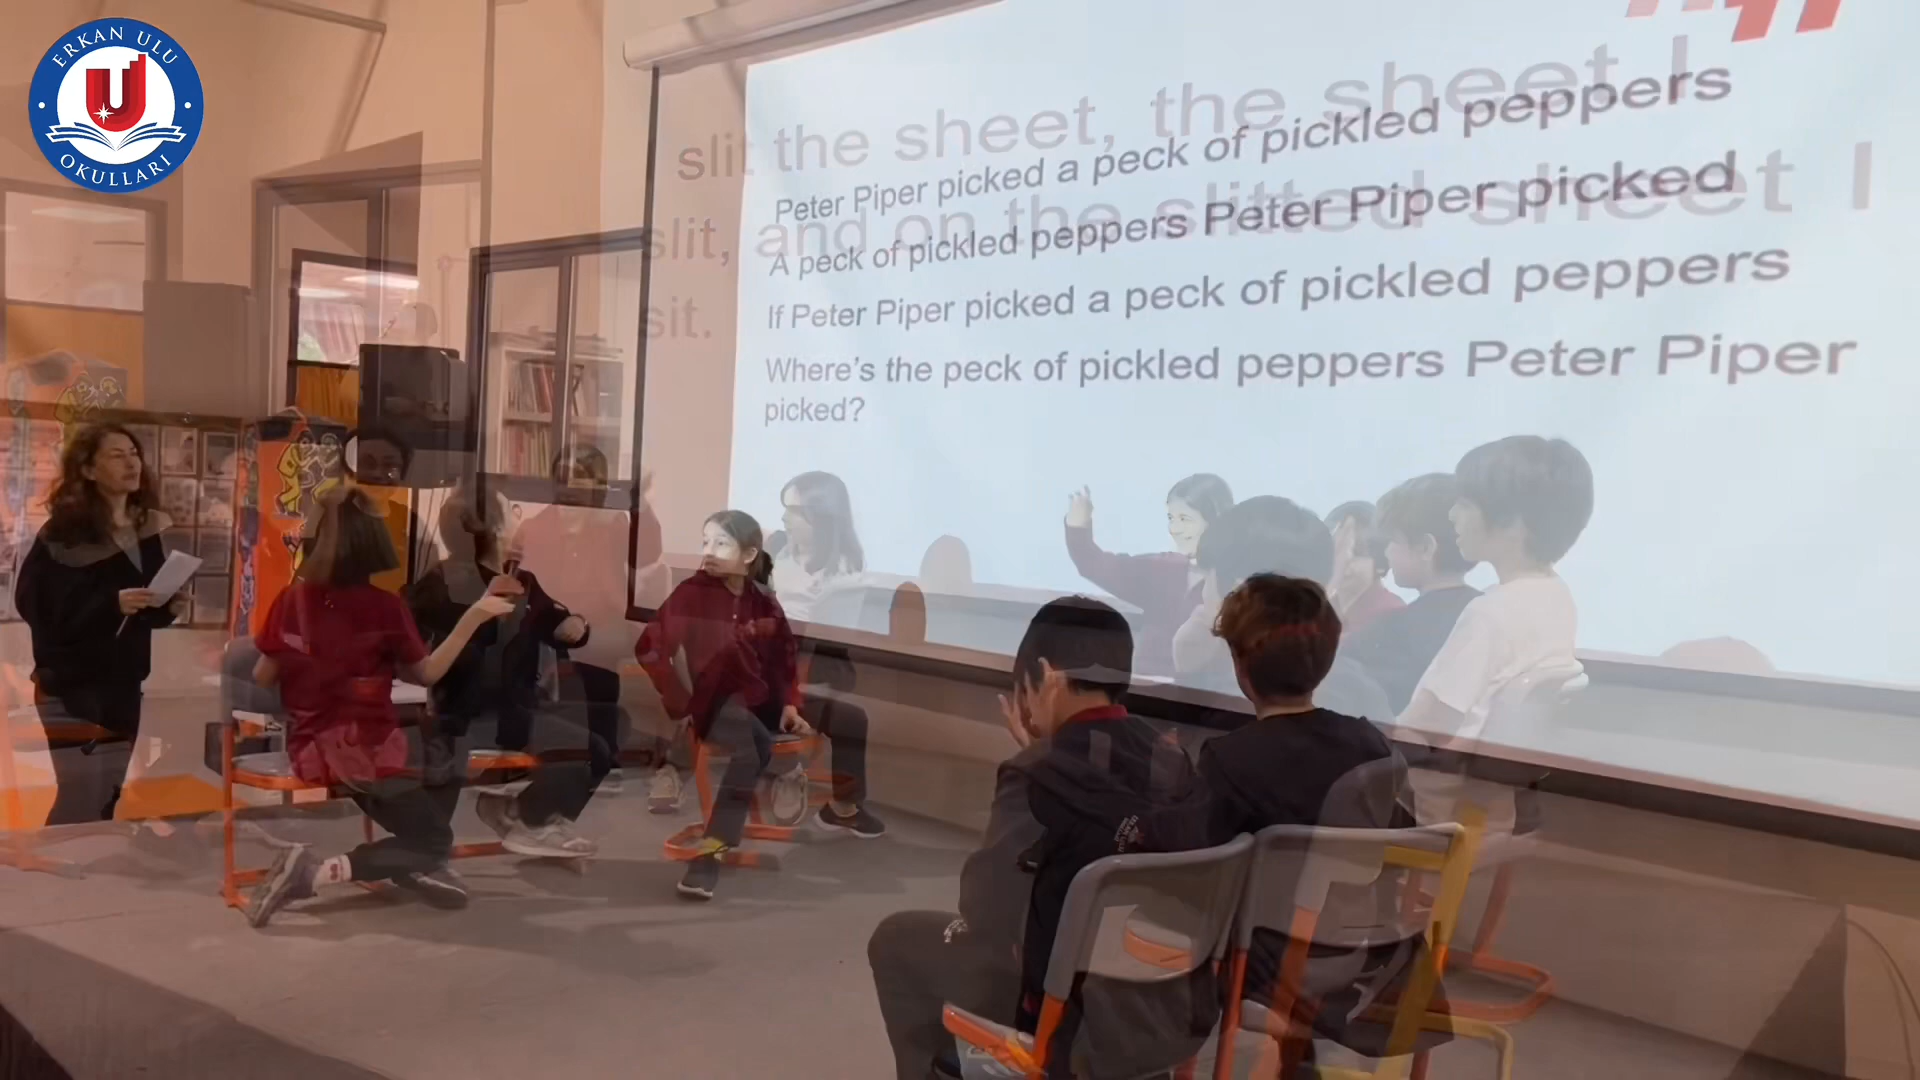 ERKAN ULU
OKULLARI
slit the sheet, the sheet I
slit, and on the slitted sheet I
sit.
Peter Piper picked a peck of pickled peppers
A peck of pickled peppers Peter Piper picked
If Peter Piper picked a peck of pickled peppers
Where's the peck of pickled peppers Peter Piper
picked?